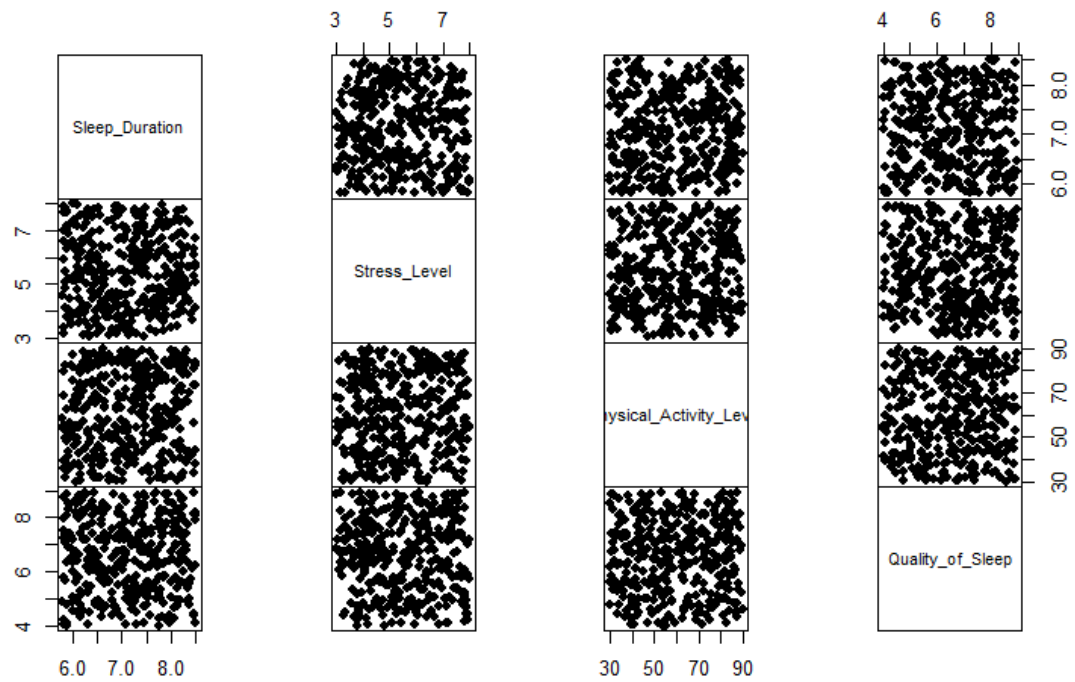 3 5 7
4 6 8
Sleep_Duration
6.0 7.0 8.0
3 5 7
Stress_Level
hysical_Activity_Lev
30 50 70 90
4 6 8
Quality_of_Sleep
6.0 7.0 8.0
30 50 70 90